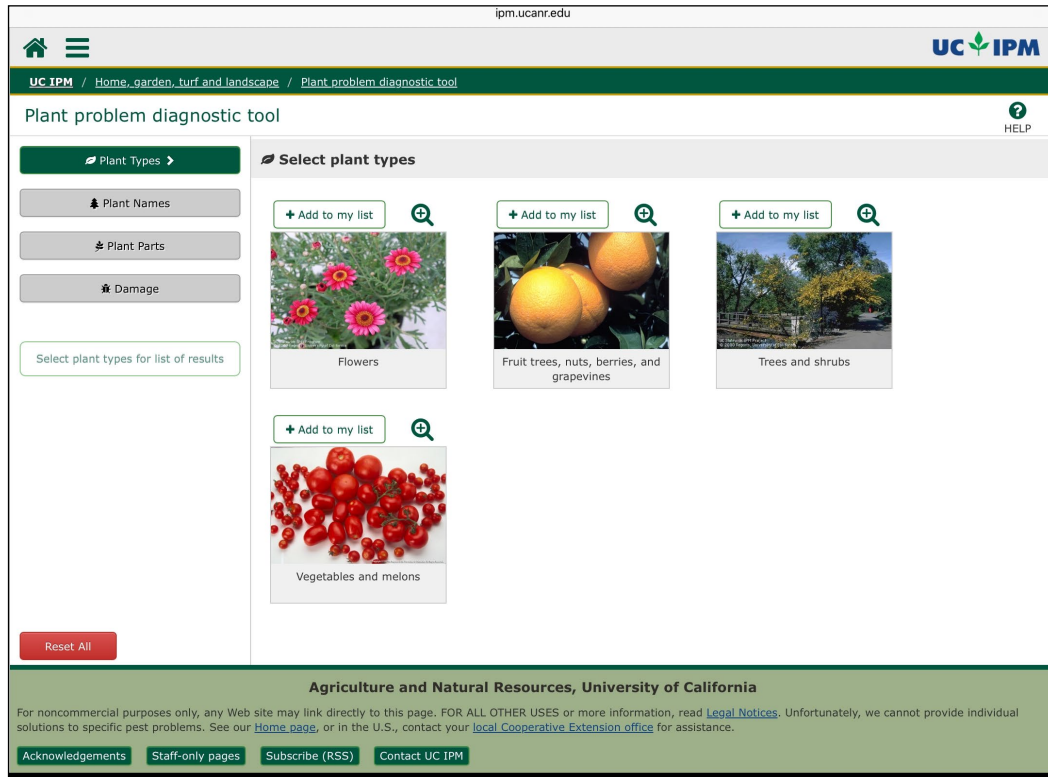 ipm.ucanr.edu
UC IPM
UC IPM / Home, garden, turf and landscape / Plant problem diagnostic tool
Plant problem diagnostic tool
HELP
Plant Types
Plant Names
Plant Parts
Damage
Select plant types for list of results
Reset All
Select plant types
+ Add to my list
Flowers
+ Add to my list
Fruit trees, nuts, berries, and
grapevines
+ Add to my list
Trees and shrubs
+ Add to my list
Vegetables and melons
Agriculture and Natural Resources, University of California
For noncommercial purposes only, any Web site may link directly to this page. FOR ALL OTHER USES or more information, read Legal Notices. Unfortunately, we cannot provide individual
solutions to specific pest problems. See our Home page, or in the U.S., contact your local Cooperative Extension office for assistance.
Acknowledgements Staff-only pages Subscribe (RSS) Contact UC IPM